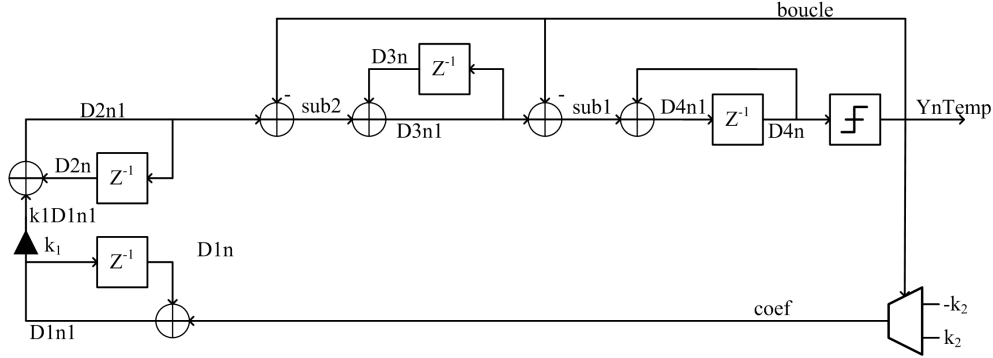 boucle
D3n
Z⁻¹
-
-
D2n1
sub2
D3n1
sub1
D4n1
Z⁻¹
D4n
YnTemp
D2n
Z⁻¹
k1D1n1
k₁
Z⁻¹
D1n
-k₂
coef
k₂
D1n1